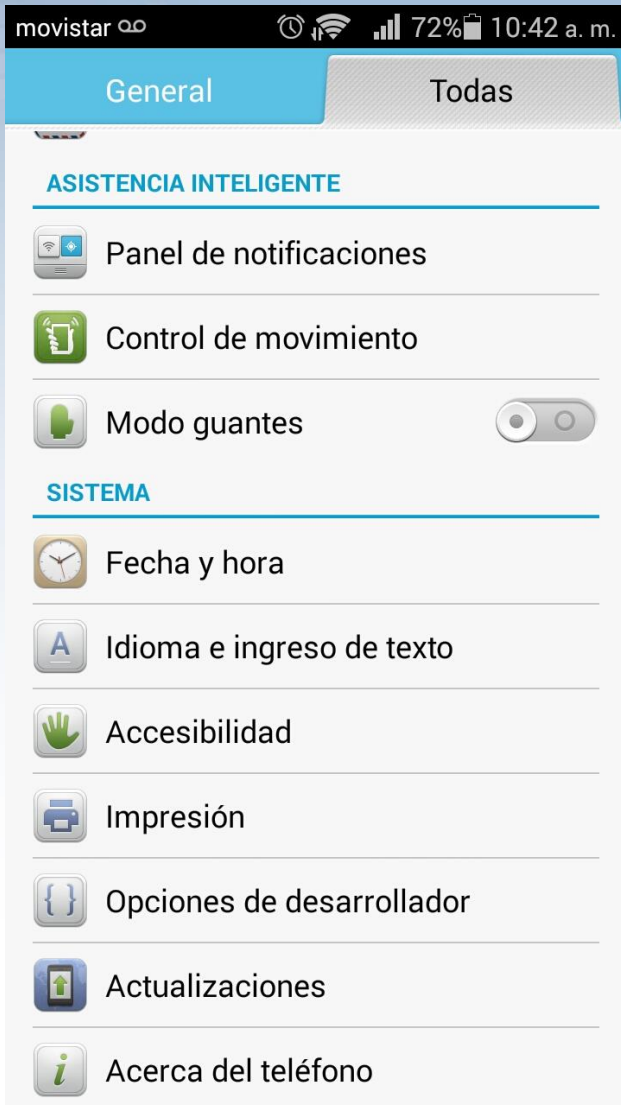 movistar 72% 10:42 a. m.
General Todas
ASISTENCIA INTELIGENTE
Panel de notificaciones
Control de movimiento
Modo guantes
SISTEMA
Fecha y hora
A Idioma e ingreso de texto
Accesibilidad
Impresión
{ } Opciones de desarrollador
Actualizaciones
i Acerca del teléfono